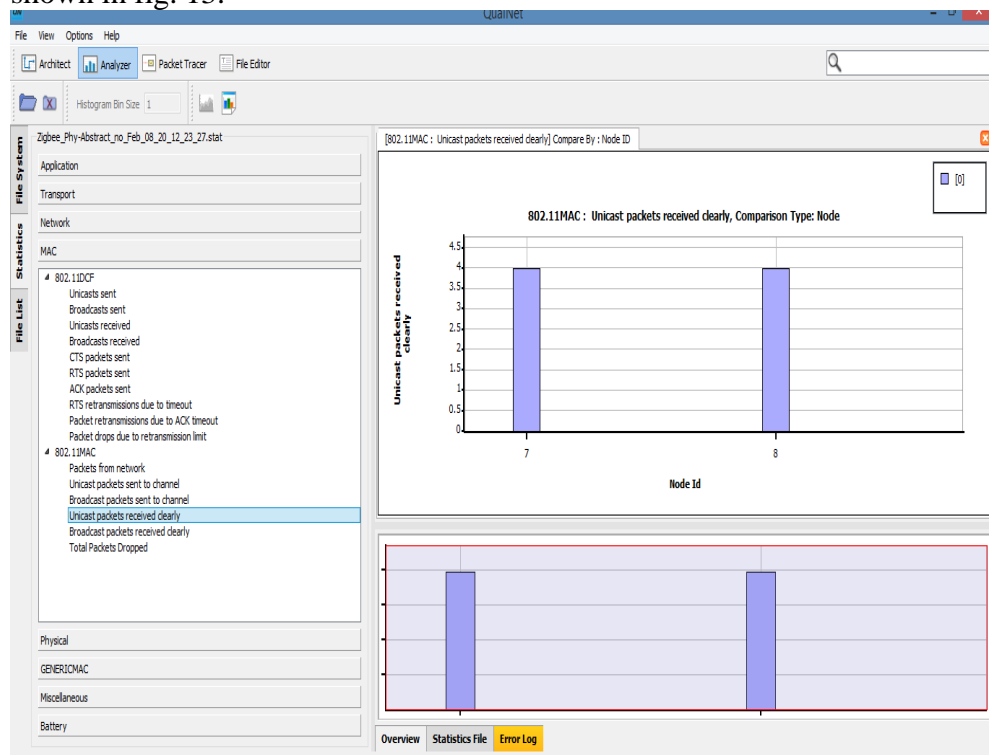 shown in fig. 13.
QualNet
File View Options Help
Architect Analyzer Packet Tracer File Editor
Histogram Bin Size 1
File System
Statistics
File List
Zigbee_Phy-Abstract_no_Feb_08_20_12_23_27.stat
Application
Transport
Network
MAC
802.11DCF
Unicasts sent
Broadcasts sent
Unicasts received
Broadcasts received
CTS packets sent
RTS packets sent
ACK packets sent
RTS retransmissions due to timeout
Packet retransmissions due to ACK timeout
Packet drops due to retransmission limit
802.11MAC
Packets from network
Unicast packets sent to channel
Broadcast packets sent to channel
Unicast packets received clearly
Broadcast packets received clearly
Total Packets Dropped
Physical
GENERICMAC
Miscellaneous
Battery
[802.11MAC : Unicast packets received clearly] Compare By : Node ID
[0]
802.11MAC : Unicast packets received clearly, Comparison Type: Node
Unicast packets received
clearly
4.5
4
3.5
3
2.5
2
1.5
1
0.5
0
7 8
Node Id
Overview Statistics File Error Log